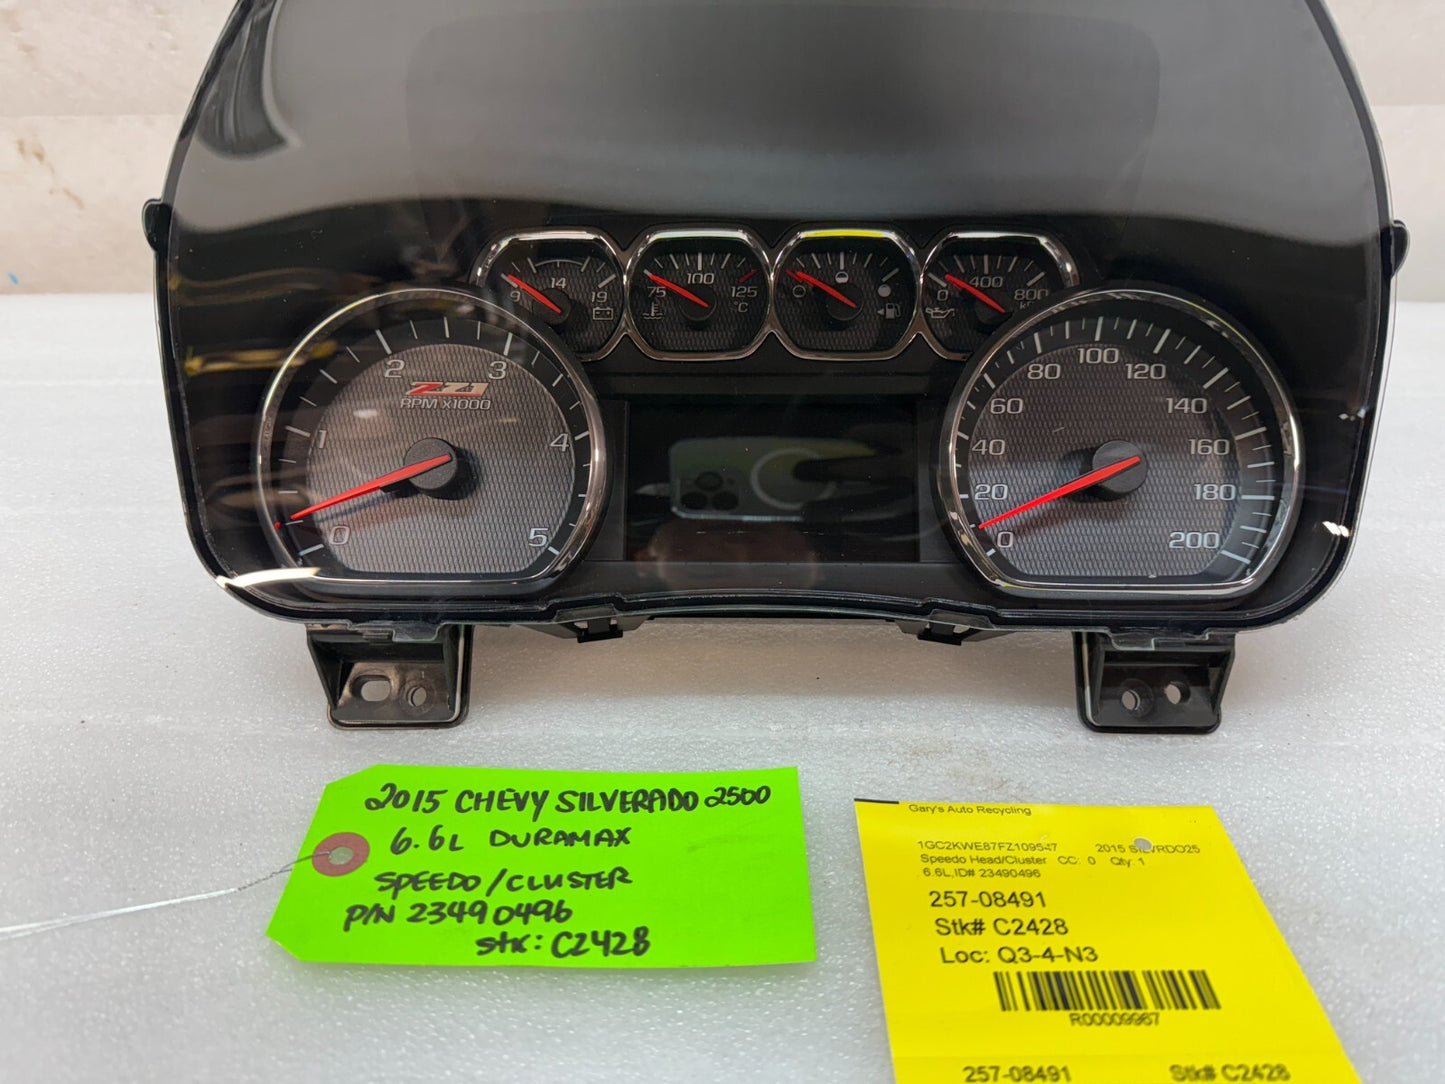 9 14 19
75 100 125
°C
0 400 800
0 1 2 3 4 5
Z71
RPM X1000
0 20 40 60 80 100 120 140 160 180 200
2015 CHEVY SILVERADO 2500
6.6L DURAMAX
SPEEDO/CLUSTER
P/N 23490496
STK: C2428
Gary's Auto Recycling
1GC2KWE87FZ109547 2015 SILVRDO25
Speedo Head/Cluster CC: 0 Qty: 1
6.6L,ID# 23490496
257-08491
Stk# C2428
Loc: Q3-4-N3
R00009967
257-08491 Stk# C2428